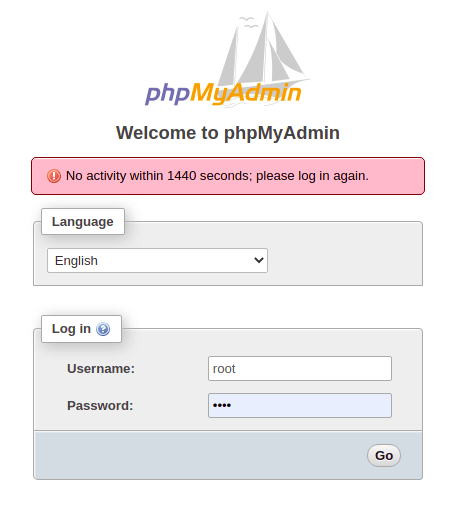 phpMyAdmin
Welcome to phpMyAdmin
No activity within 1440 seconds; please log in again.
Language
English
Log in
Username:
root
Password:
••••
Go